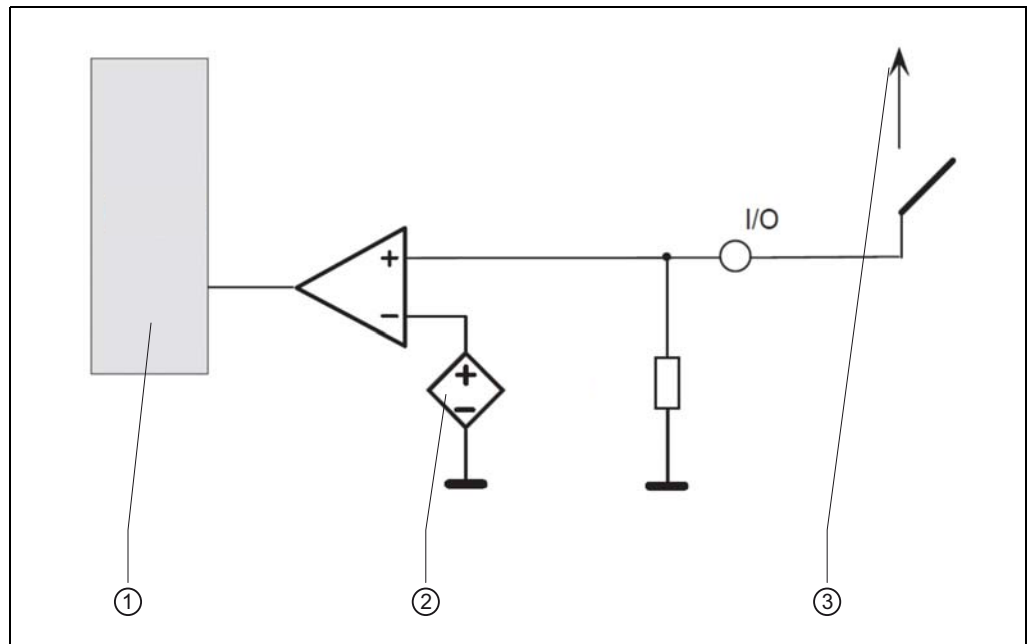 I/O
+
−
+
−
① ② ③